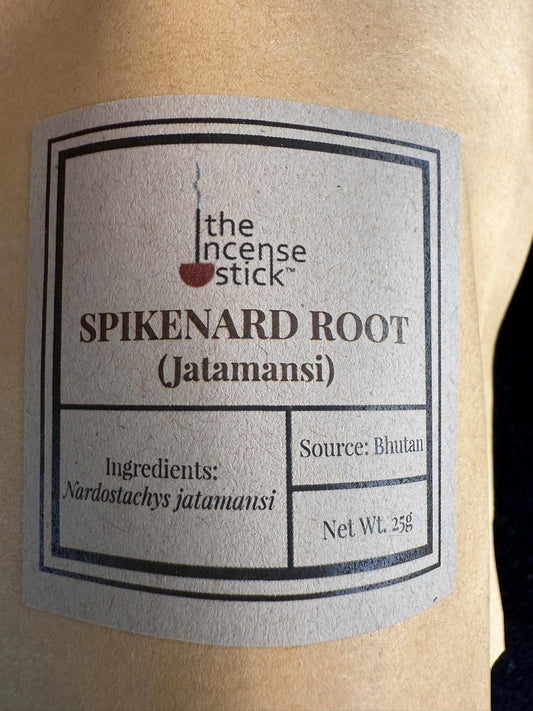 the
incense
stick™
SPIKENARD ROOT
(Jatamansi)
Ingredients:
Nardostachys jatamansi
Source: Bhutan
Net Wt. 25g